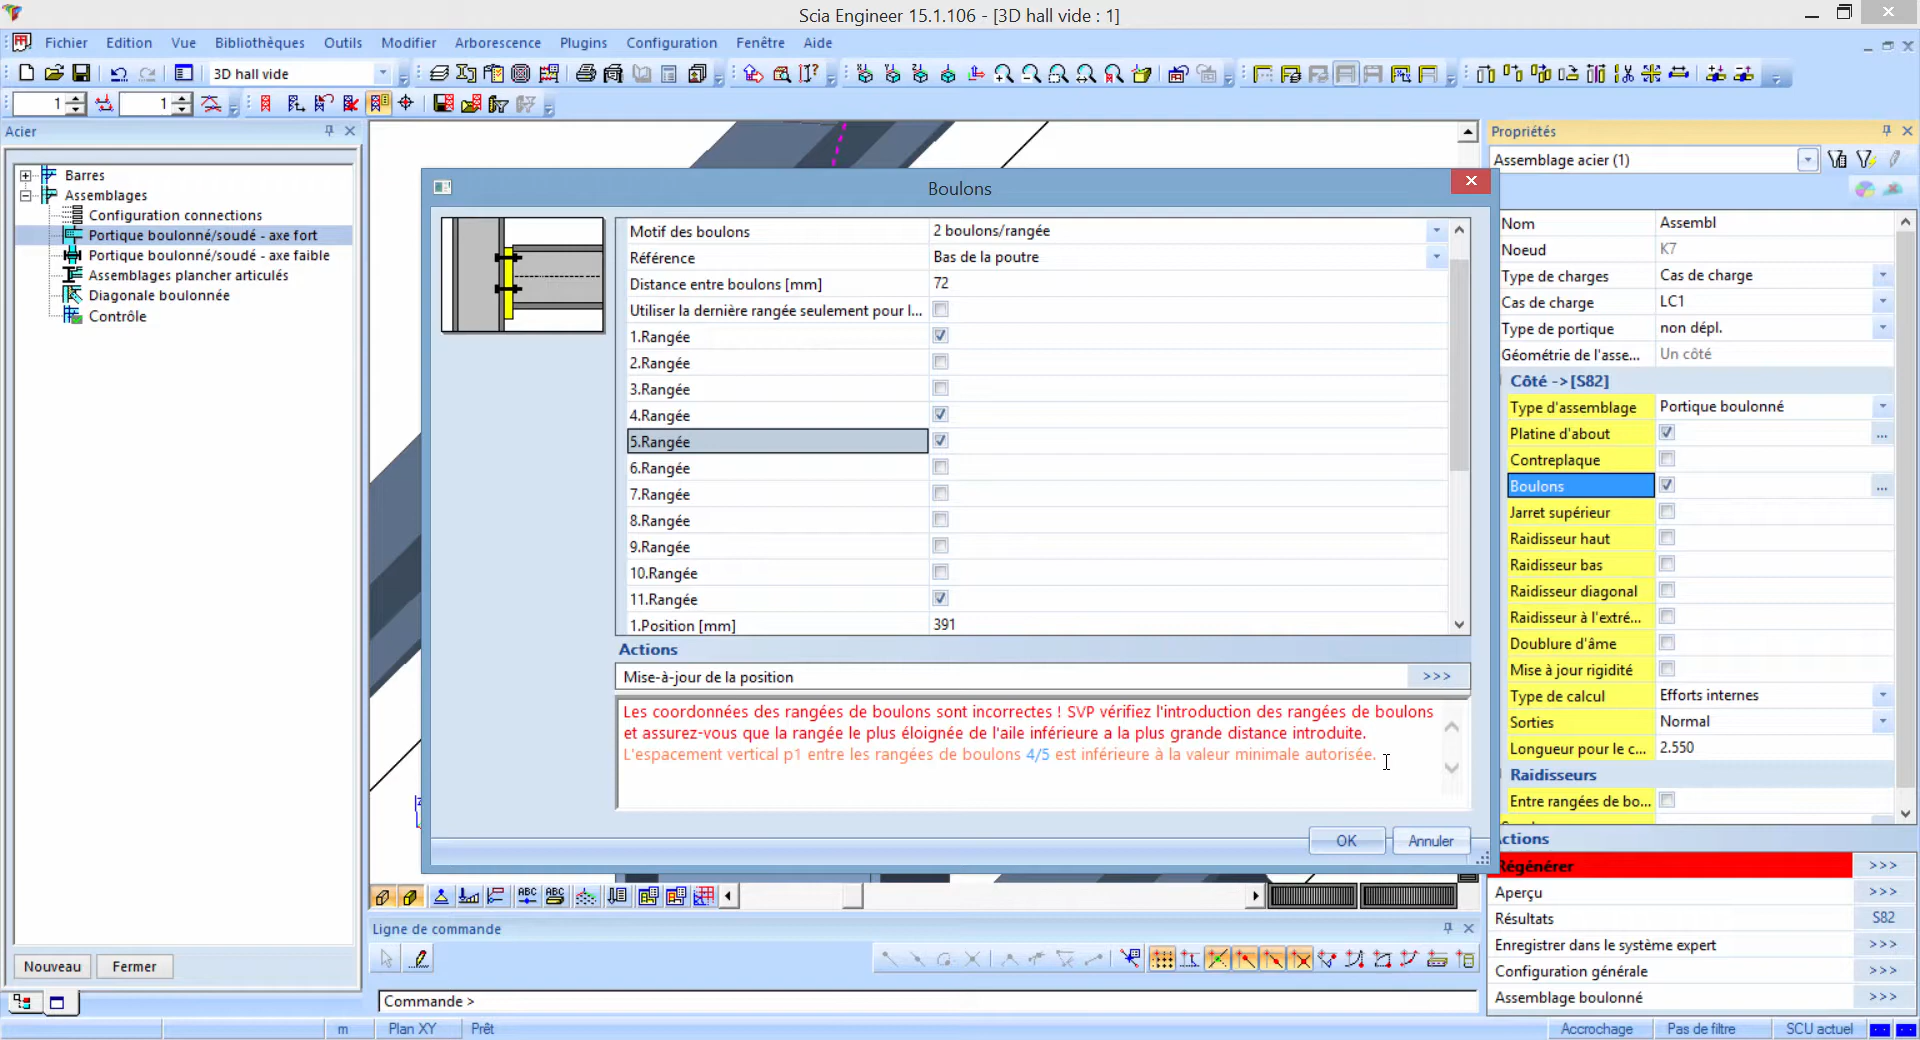 Scia Engineer 15.1.106 - [3D hall vide : 1]
Fichier Edition Vue Bibliothèques Outils Modifier Arborescence Plugins Configuration Fenêtre Aide
3D hall vide
1 1
Acier
Barres
Assemblages
Configuration connections
Portique boulonné/soudé - axe fort
Portique boulonné/soudé - axe faible
Assemblages plancher articulés
Diagonale boulonnée
Contrôle
Nouveau Fermer
Boulons
Motif des boulons 2 boulons/rangée
Référence Bas de la poutre
Distance entre boulons [mm] 72
Utiliser la dernière rangée seulement pour l...
1.Rangée
2.Rangée
3.Rangée
4.Rangée
5.Rangée
6.Rangée
7.Rangée
8.Rangée
9.Rangée
10.Rangée
11.Rangée
1.Position [mm] 391
Actions
Mise-à-jour de la position >>>
Les coordonnées des rangées de boulons sont incorrectes ! SVP vérifiez l'introduction des rangées de boulons
et assurez-vous que la rangée le plus éloignée de l'aile inférieure a la plus grande distance introduite.
L'espacement vertical p1 entre les rangées de boulons 4/5 est inférieure à la valeur minimale autorisée.
OK Annuler
Propriétés
Assemblage acier (1)
Nom Assembl
Noeud K7
Type de charges Cas de charge
Cas de charge LC1
Type de portique non dépl.
Géométrie de l'asse... Un côté
Côté ->[S82]
Type d'assemblage Portique boulonné
Platine d'about ...
Contreplaque
Boulons ...
Jarret supérieur
Raidisseur haut
Raidisseur bas
Raidisseur diagonal
Raidisseur à l'extré...
Doublure d'âme
Mise à jour rigidité
Type de calcul Efforts internes
Sorties Normal
Longueur pour le c... 2.550
Raidisseurs
Entre rangées de bo...
Actions
Régénérer >>>
Aperçu >>>
Résultats S82
Enregistrer dans le système expert >>>
Configuration générale >>>
Assemblage boulonné >>>
ABC ABC
Ligne de commande
Commande >
m Plan XY Prêt Accrochage Pas de filtre SCU actuel